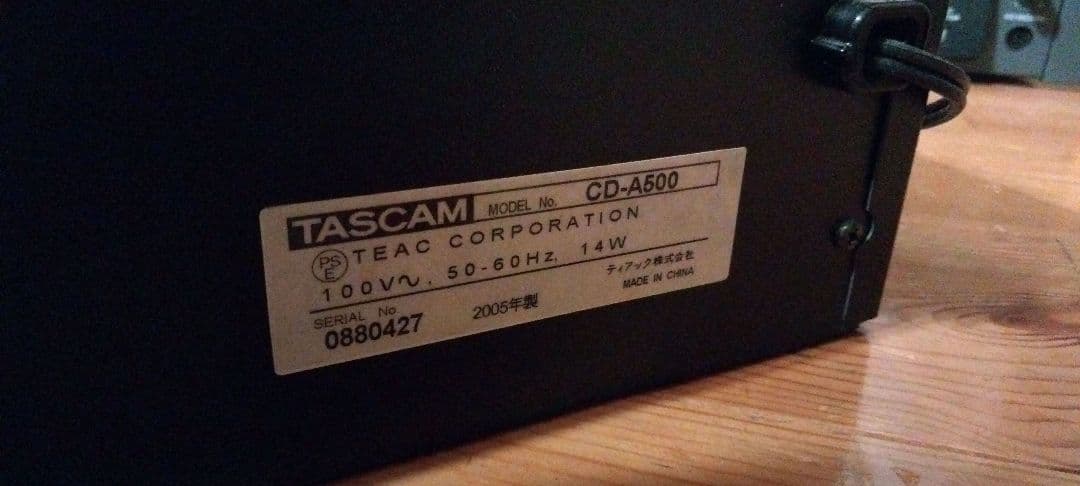 TASCAM MODEL No. CD-A500
PS E TEAC CORPORATION
100V〜, 50-60Hz, 14W
ティアック株式会社
SERIAL No 2005年製 MADE IN CHINA
0880427